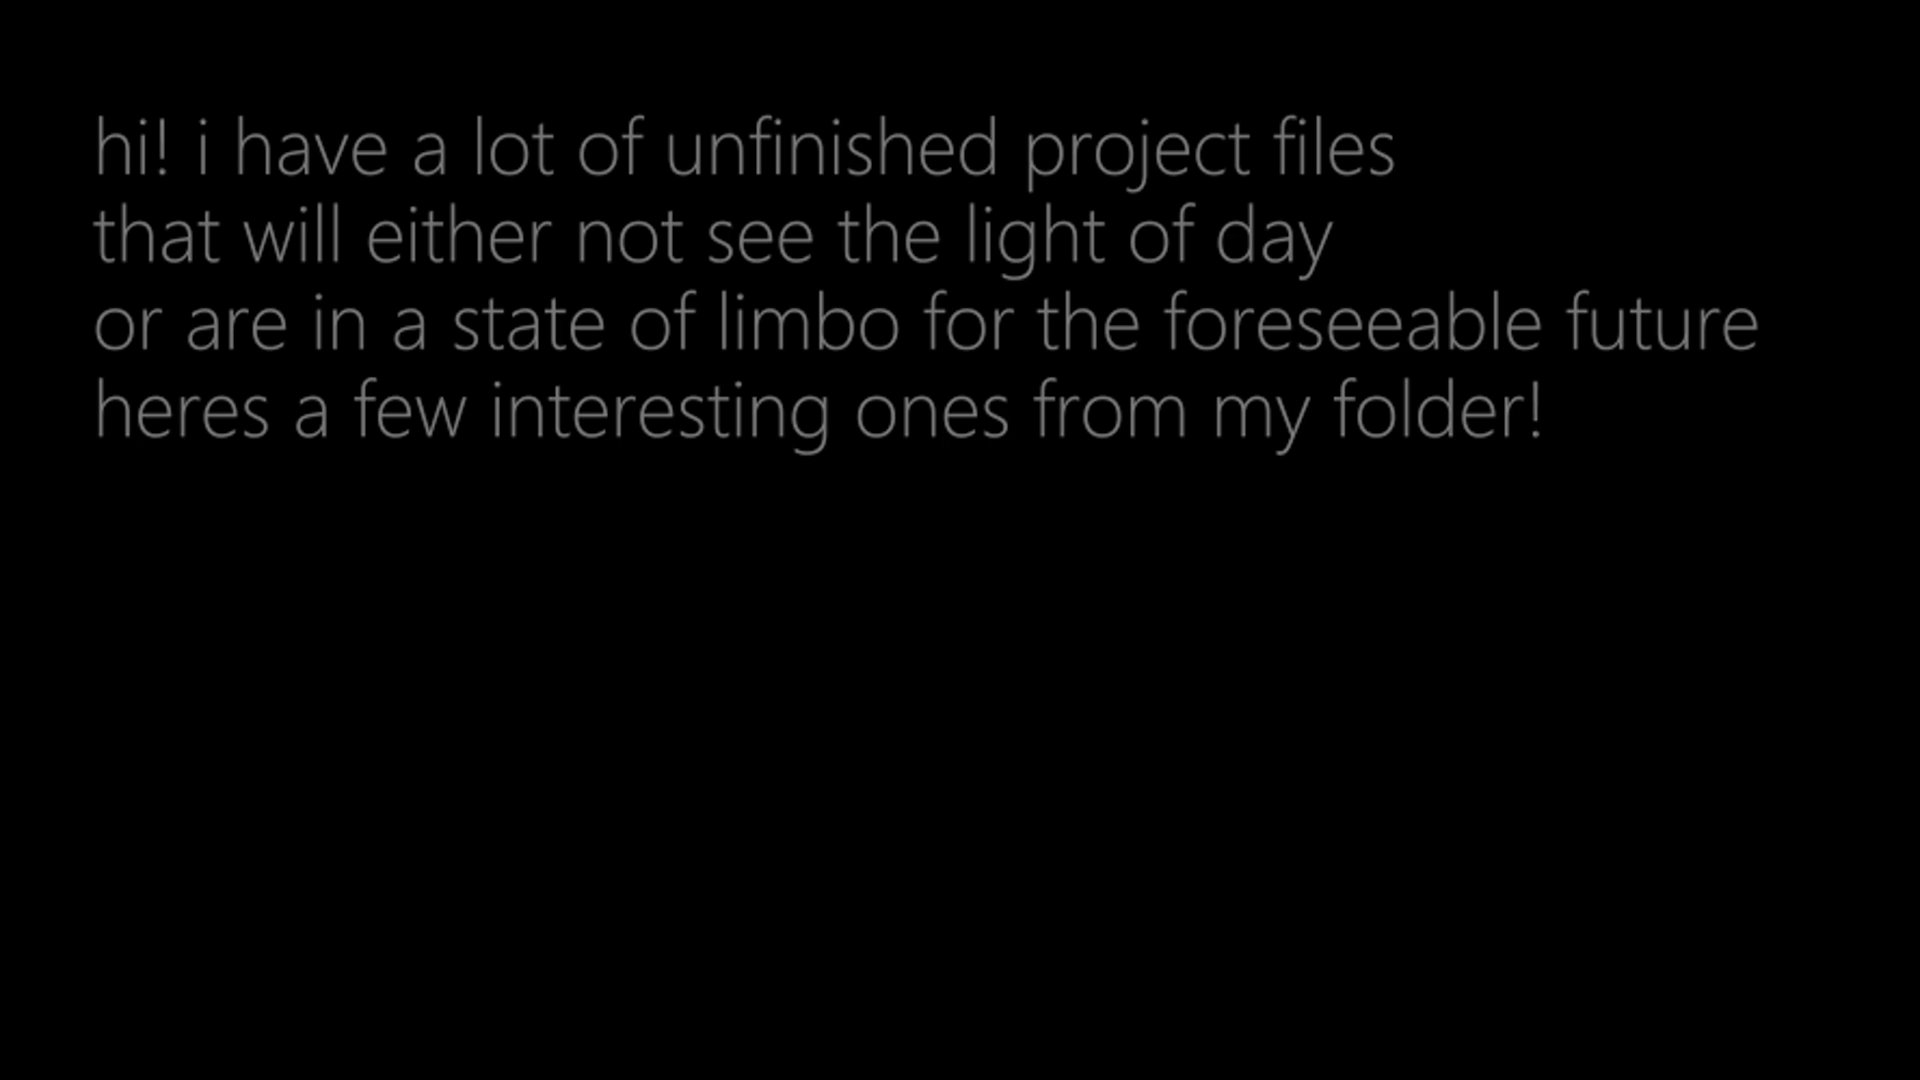 hi! i have a lot of unfinished project files
that will either not see the light of day
or are in a state of limbo for the foreseeable future
heres a few interesting ones from my folder!